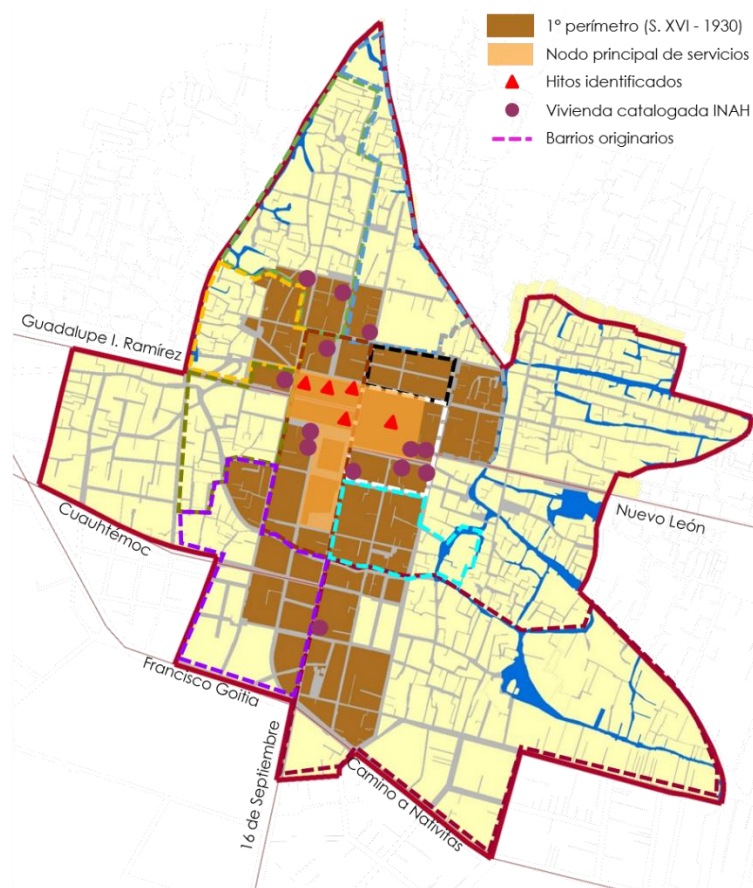 1° perímetro (S. XVI - 1930)
Nodo principal de servicios
Hitos identificados
Vivienda catalogada INAH
Barrios originarios
Guadalupe I. Ramírez
Nuevo León
Cuauhtémoc
Francisco Goitia
16 de Septiembre
Camino a Nativitas